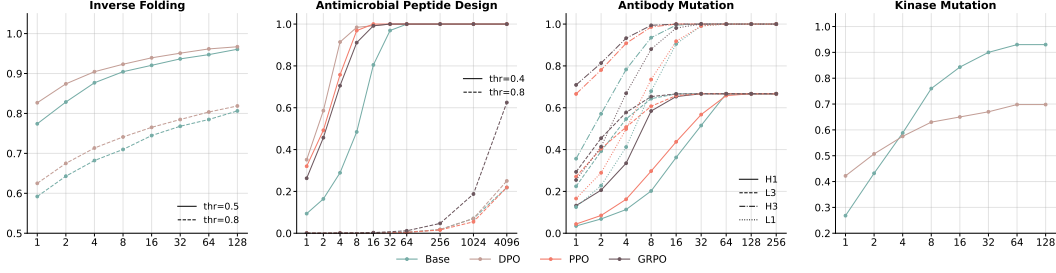 Inverse Folding
1.0
0.9
0.8
0.7
0.6
0.5
1 2 4 8 16 32 64 128
thr=0.5
thr=0.8
Antimicrobial Peptide Design
1.0
0.8
0.6
0.4
0.2
0.0
1 2 4 8 16 32 64 256 1024 4096
thr=0.4
thr=0.8
Antibody Mutation
1.0
0.8
0.6
0.4
0.2
0.0
1 2 4 8 16 32 64 128 256
H1
L3
H3
L1
Kinase Mutation
1.0
0.9
0.8
0.7
0.6
0.5
0.4
0.3
0.2
1 2 4 8 16 32 64 128
Base DPO PPO GRPO